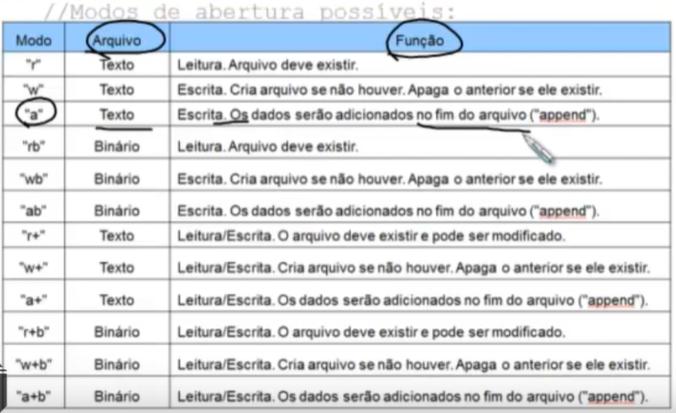 //Modos de abertura possíveis:
Modo Arquivo Função
"r" Texto Leitura. Arquivo deve existir.
"w" Texto Escrita. Cria arquivo se não houver. Apaga o anterior se ele existir.
"a" Texto Escrita. Os dados serão adicionados no fim do arquivo ("append").
"rb" Binário Leitura. Arquivo deve existir.
"wb" Binário Escrita. Cria arquivo se não houver. Apaga o anterior se ele existir.
"ab" Binário Escrita. Os dados serão adicionados no fim do arquivo ("append").
"r+" Texto Leitura/Escrita. O arquivo deve existir e pode ser modificado.
"w+" Texto Leitura/Escrita. Cria arquivo se não houver. Apaga o anterior se ele existir.
"a+" Texto Leitura/Escrita. Os dados serão adicionados no fim do arquivo ("append").
"r+b" Binário Leitura/Escrita. O arquivo deve existir e pode ser modificado.
"w+b" Binário Leitura/Escrita. Cria arquivo se não houver. Apaga o anterior se ele existir.
"a+b" Binário Leitura/Escrita. Os dados serão adicionados no fim do arquivo ("append").